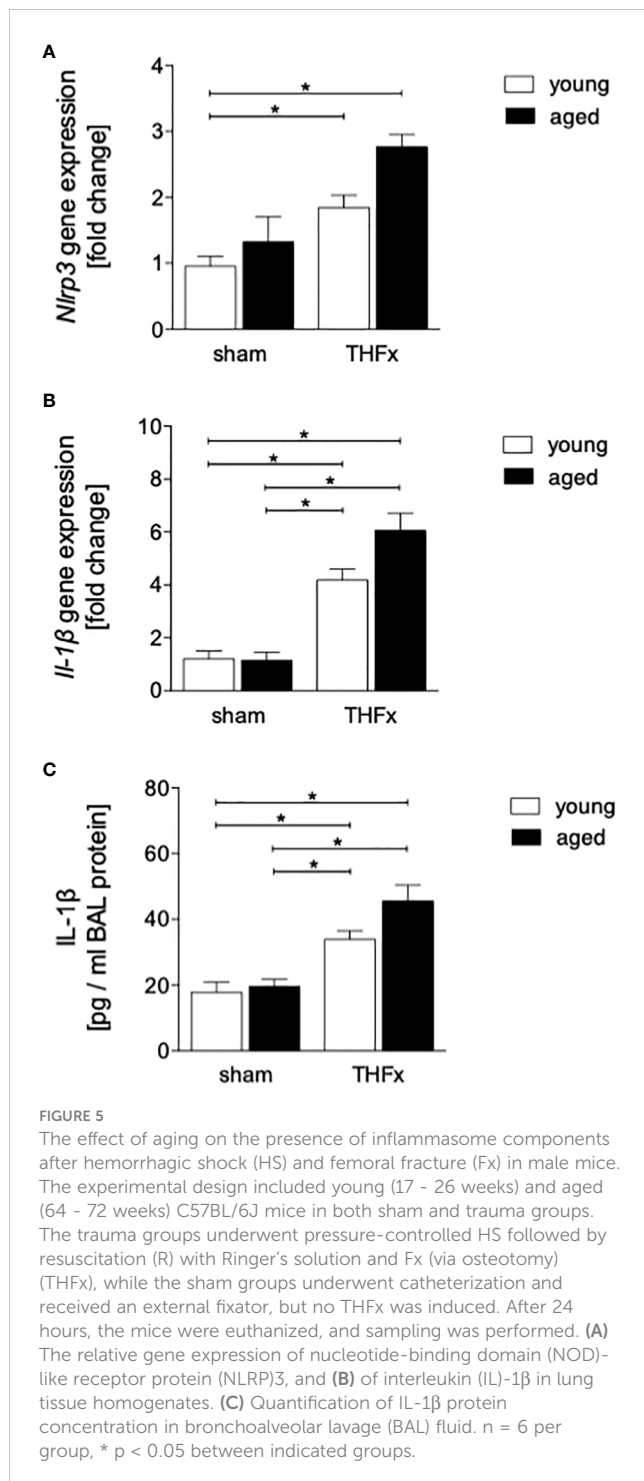 A
Nlrp3 gene expression
[fold change]
4
3
2
1
0
*
*
sham
THFx
young
aged
B
Il-1β gene expression
[fold change]
10
8
6
4
2
0
*
*
*
*
sham
THFx
young
aged
C
IL-1β
[pg / ml BAL protein]
80
60
40
20
0
*
*
*
*
sham
THFx
young
aged
FIGURE 5
The effect of aging on the presence of inflammasome components
after hemorrhagic shock (HS) and femoral fracture (Fx) in male mice.
The experimental design included young (17 - 26 weeks) and aged
(64 - 72 weeks) C57BL/6J mice in both sham and trauma groups.
The trauma groups underwent pressure-controlled HS followed by
resuscitation (R) with Ringer's solution and Fx (via osteotomy)
(THFx), while the sham groups underwent catheterization and
received an external fixator, but no THFx was induced. After 24
hours, the mice were euthanized, and sampling was performed. (A)
The relative gene expression of nucleotide-binding domain (NOD)-
like receptor protein (NLRP)3, and (B) of interleukin (IL)-1β in lung
tissue homogenates. (C) Quantification of IL-1β protein
concentration in bronchoalveolar lavage (BAL) fluid. n = 6 per
group, * p < 0.05 between indicated groups.